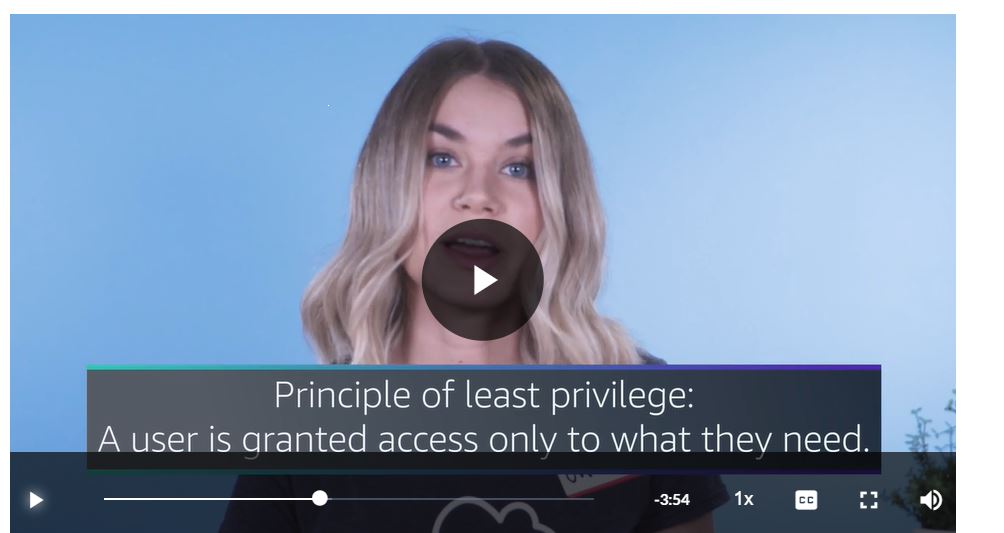 Principle of least privilege:
A user is granted access only to what they need.
-3:54
1x
CC